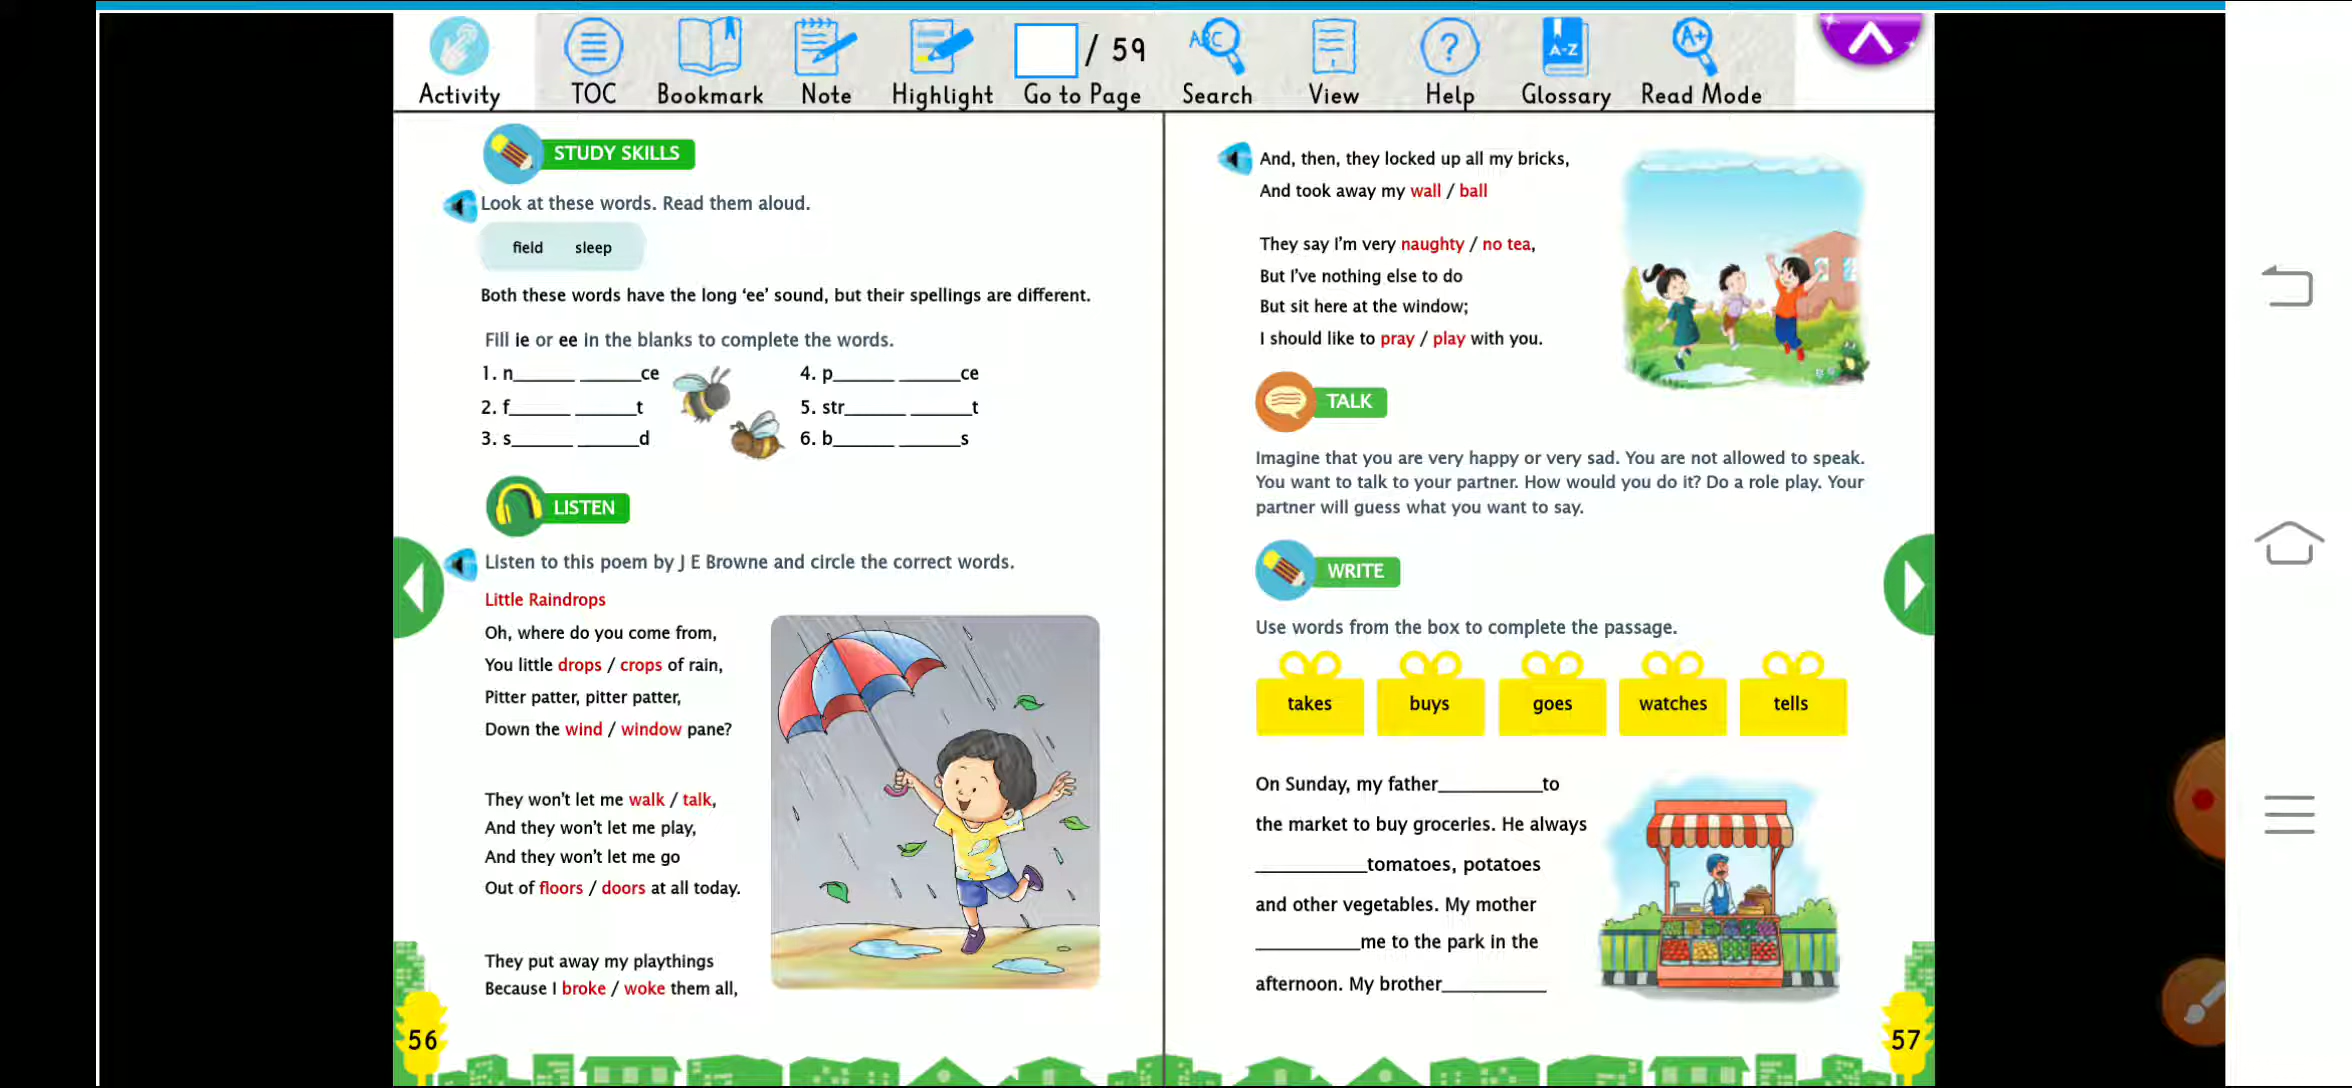 Activity TOC Bookmark Note Highlight / 59 Go to Page ABC Search View ? Help A-Z Glossary A+ Read Mode
STUDY SKILLS
Look at these words. Read them aloud.
field sleep
Both these words have the long ‘ee’ sound, but their spellings are different.
Fill ie or ee in the blanks to complete the words.
1. n______ ______ce
2. f______ ______t
3. s______ ______d
4. p______ ______ce
5. str______ ______t
6. b______ ______s
LISTEN
Listen to this poem by J E Browne and circle the correct words.
Little Raindrops
Oh, where do you come from,
You little drops / crops of rain,
Pitter patter, pitter patter,
Down the wind / window pane?
They won’t let me walk / talk,
And they won’t let me play,
And they won’t let me go
Out of floors / doors at all today.
They put away my playthings
Because I broke / woke them all,
56
And, then, they locked up all my bricks,
And took away my wall / ball
They say I’m very naughty / no tea,
But I’ve nothing else to do
But sit here at the window;
I should like to pray / play with you.
TALK
Imagine that you are very happy or very sad. You are not allowed to speak.
You want to talk to your partner. How would you do it? Do a role play. Your
partner will guess what you want to say.
WRITE
Use words from the box to complete the passage.
takes buys goes watches tells
On Sunday, my father__________to
the market to buy groceries. He always
__________tomatoes, potatoes
and other vegetables. My mother
__________me to the park in the
afternoon. My brother__________
57